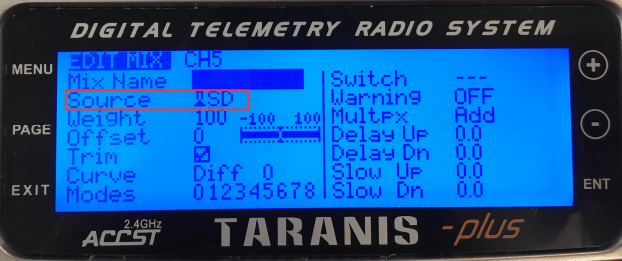 DIGITAL TELEMETRY RADIO SYSTEM
MENU
PAGE
EXIT
EDIT MIX CH5
Mix Name
Source SD
Weight 100 -100 100
Offset 0
Trim
Curve Diff 0
Modes 012345678
Switch ---
Warning OFF
Multpx Add
Delay Up 0.0
Delay Dn 0.0
Slow Up 0.0
Slow Dn 0.0
+
-
ENT
2.4GHz
ACCST
TARANIS -plus